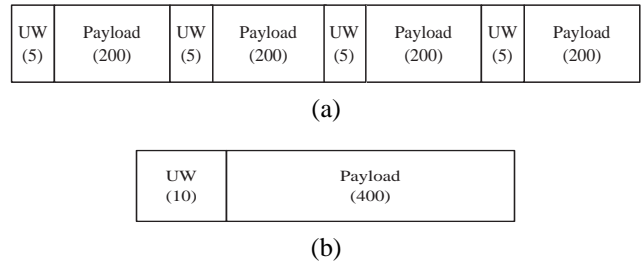 UW Payload UW Payload UW Payload UW Payload
(5) (200) (5) (200) (5) (200) (5) (200)
(a)
UW Payload
(10) (400)
(b)